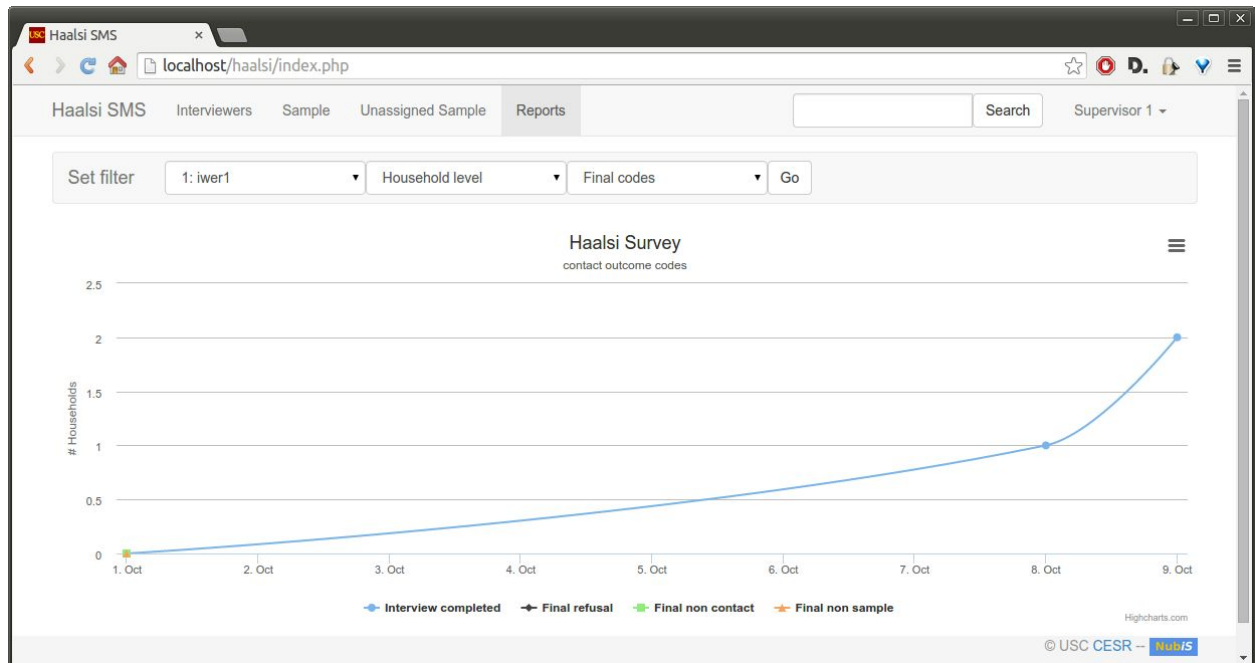 USC Haalsi SMS
localhost/haalsi/index.php
D.
Haalsi SMS Interviewers Sample Unassigned Sample Reports Search Supervisor 1
Set filter 1: iwer1 Household level Final codes Go
Haalsi Survey
contact outcome codes
# Households
2.5
2
1.5
1
0.5
0
1. Oct 2. Oct 3. Oct 4. Oct 5. Oct 6. Oct 7. Oct 8. Oct 9. Oct
Interview completed Final refusal Final non contact Final non sample
Highcharts.com
© USC CESR -- NubiS